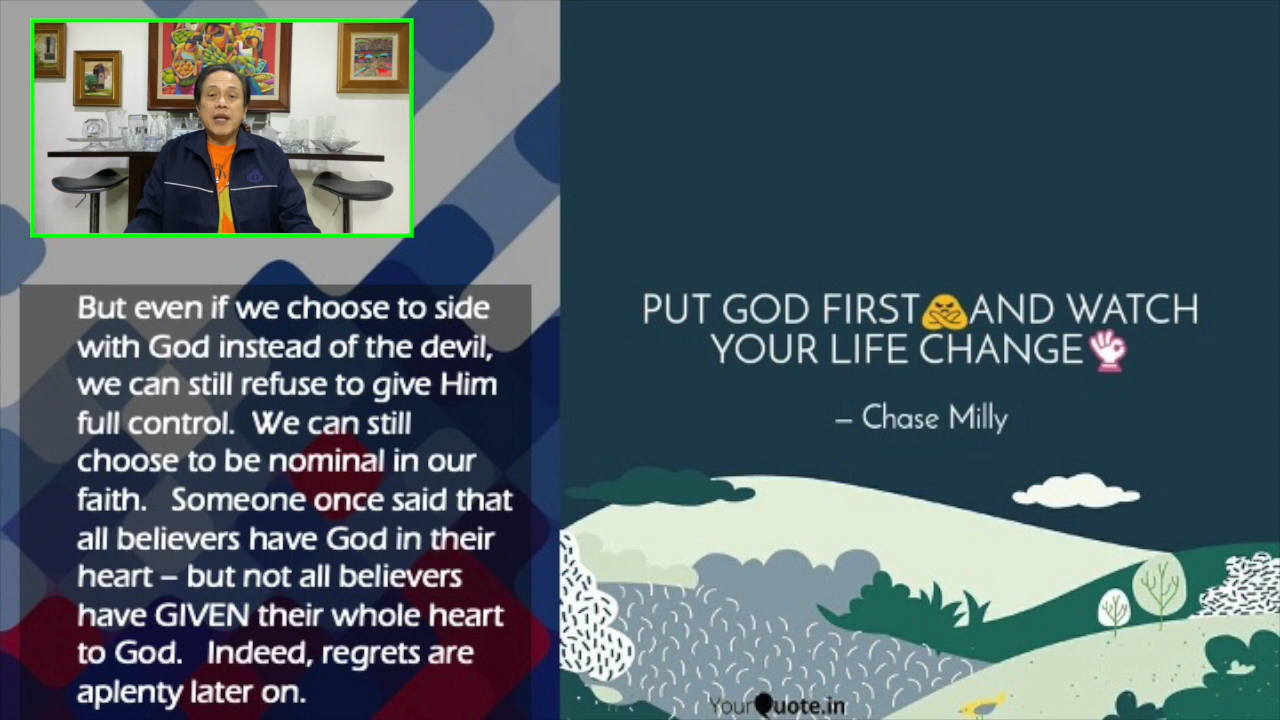 But even if we choose to side
with God instead of the devil,
we can still refuse to give Him
full control.  We can still
choose to be nominal in our
faith.   Someone once said that
all believers have God in their
heart – but not all believers
have GIVEN their whole heart
to God.   Indeed, regrets are
aplenty later on.
PUT GOD FIRST🙅AND WATCH
YOUR LIFE CHANGE👌
– Chase Milly
YourQuote.in